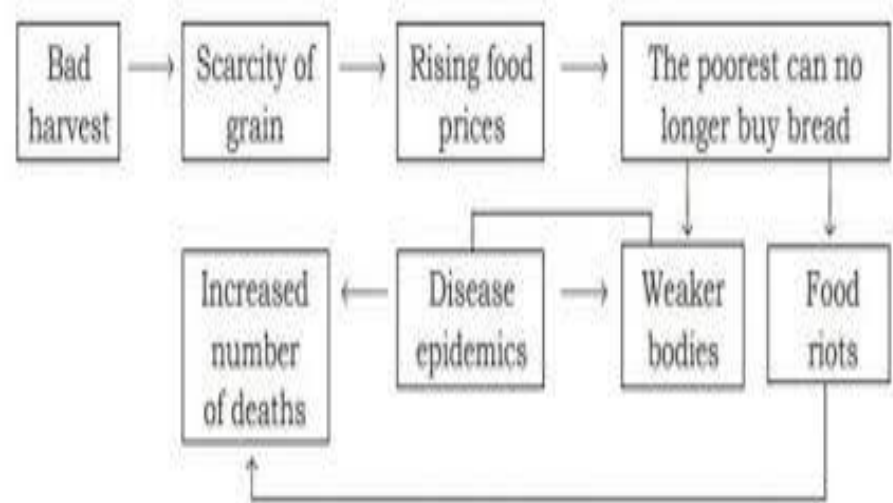 Bad
harvest
Scarcity of
grain
Rising food
prices
The poorest can no
longer buy bread
Increased
number
of deaths
Disease
epidemics
Weaker
bodies
Food
riots